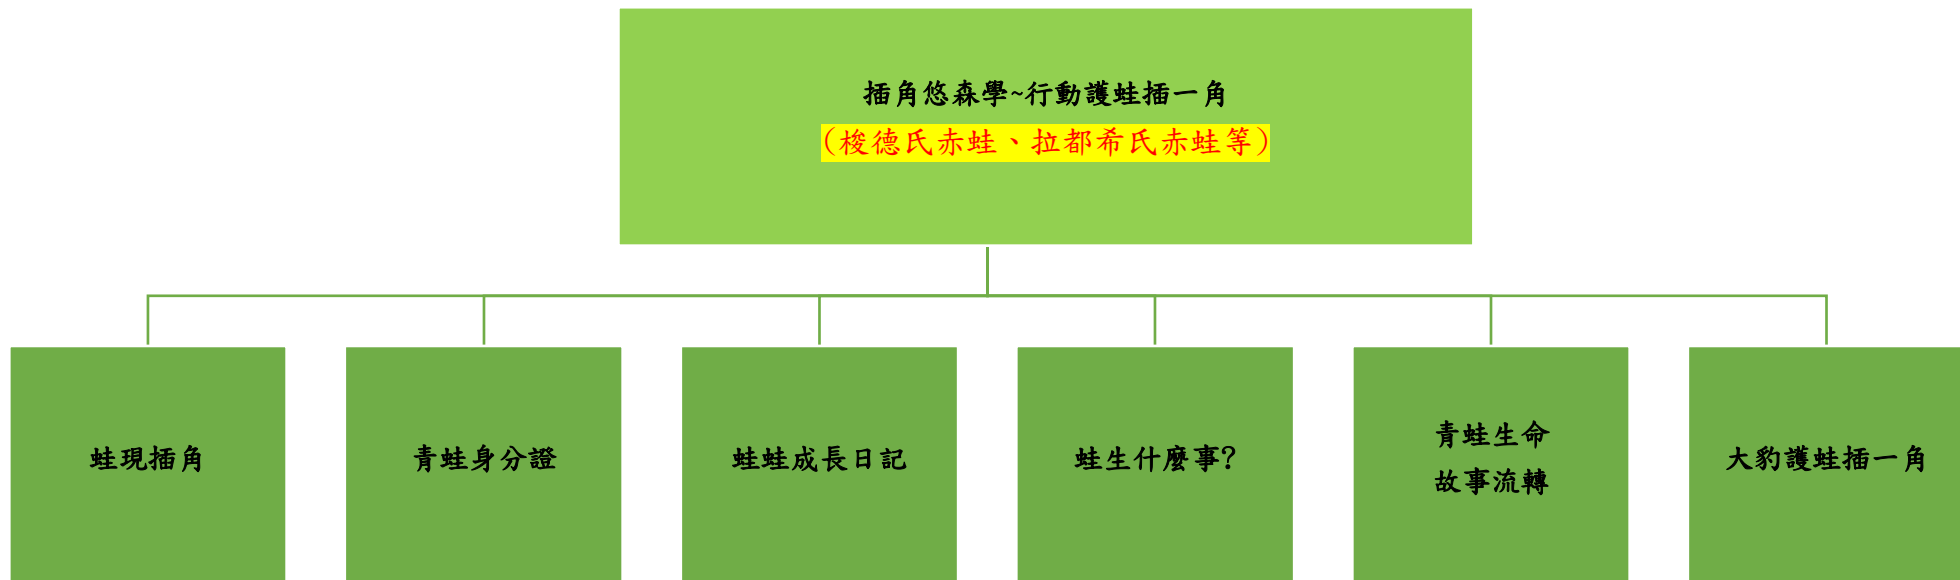 插角悠森學~行動護蛙插一角
(梭德氏赤蛙、拉都希氏赤蛙等)
蛙現插角
青蛙身分證
蛙蛙成長日記
蛙生什麼事?
青蛙生命
故事流轉
大豹護蛙插一角